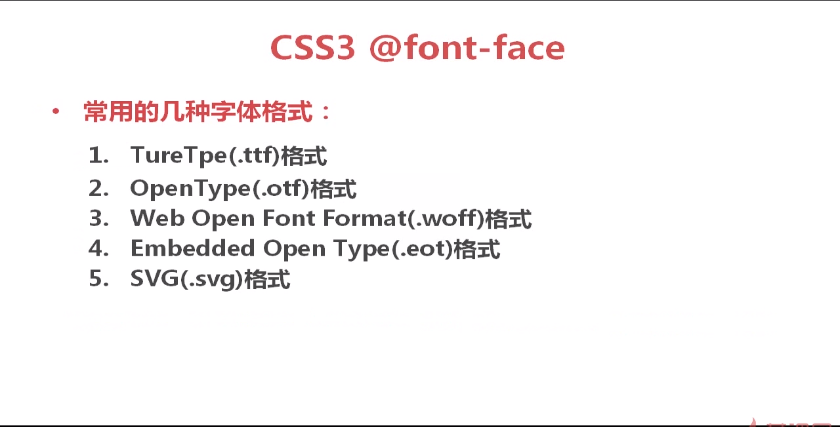 CSS3 @font-face
• 常用的几种字体格式：
1. TureTpe(.ttf)格式
2. OpenType(.otf)格式
3. Web Open Font Format(.woff)格式
4. Embedded Open Type(.eot)格式
5. SVG(.svg)格式